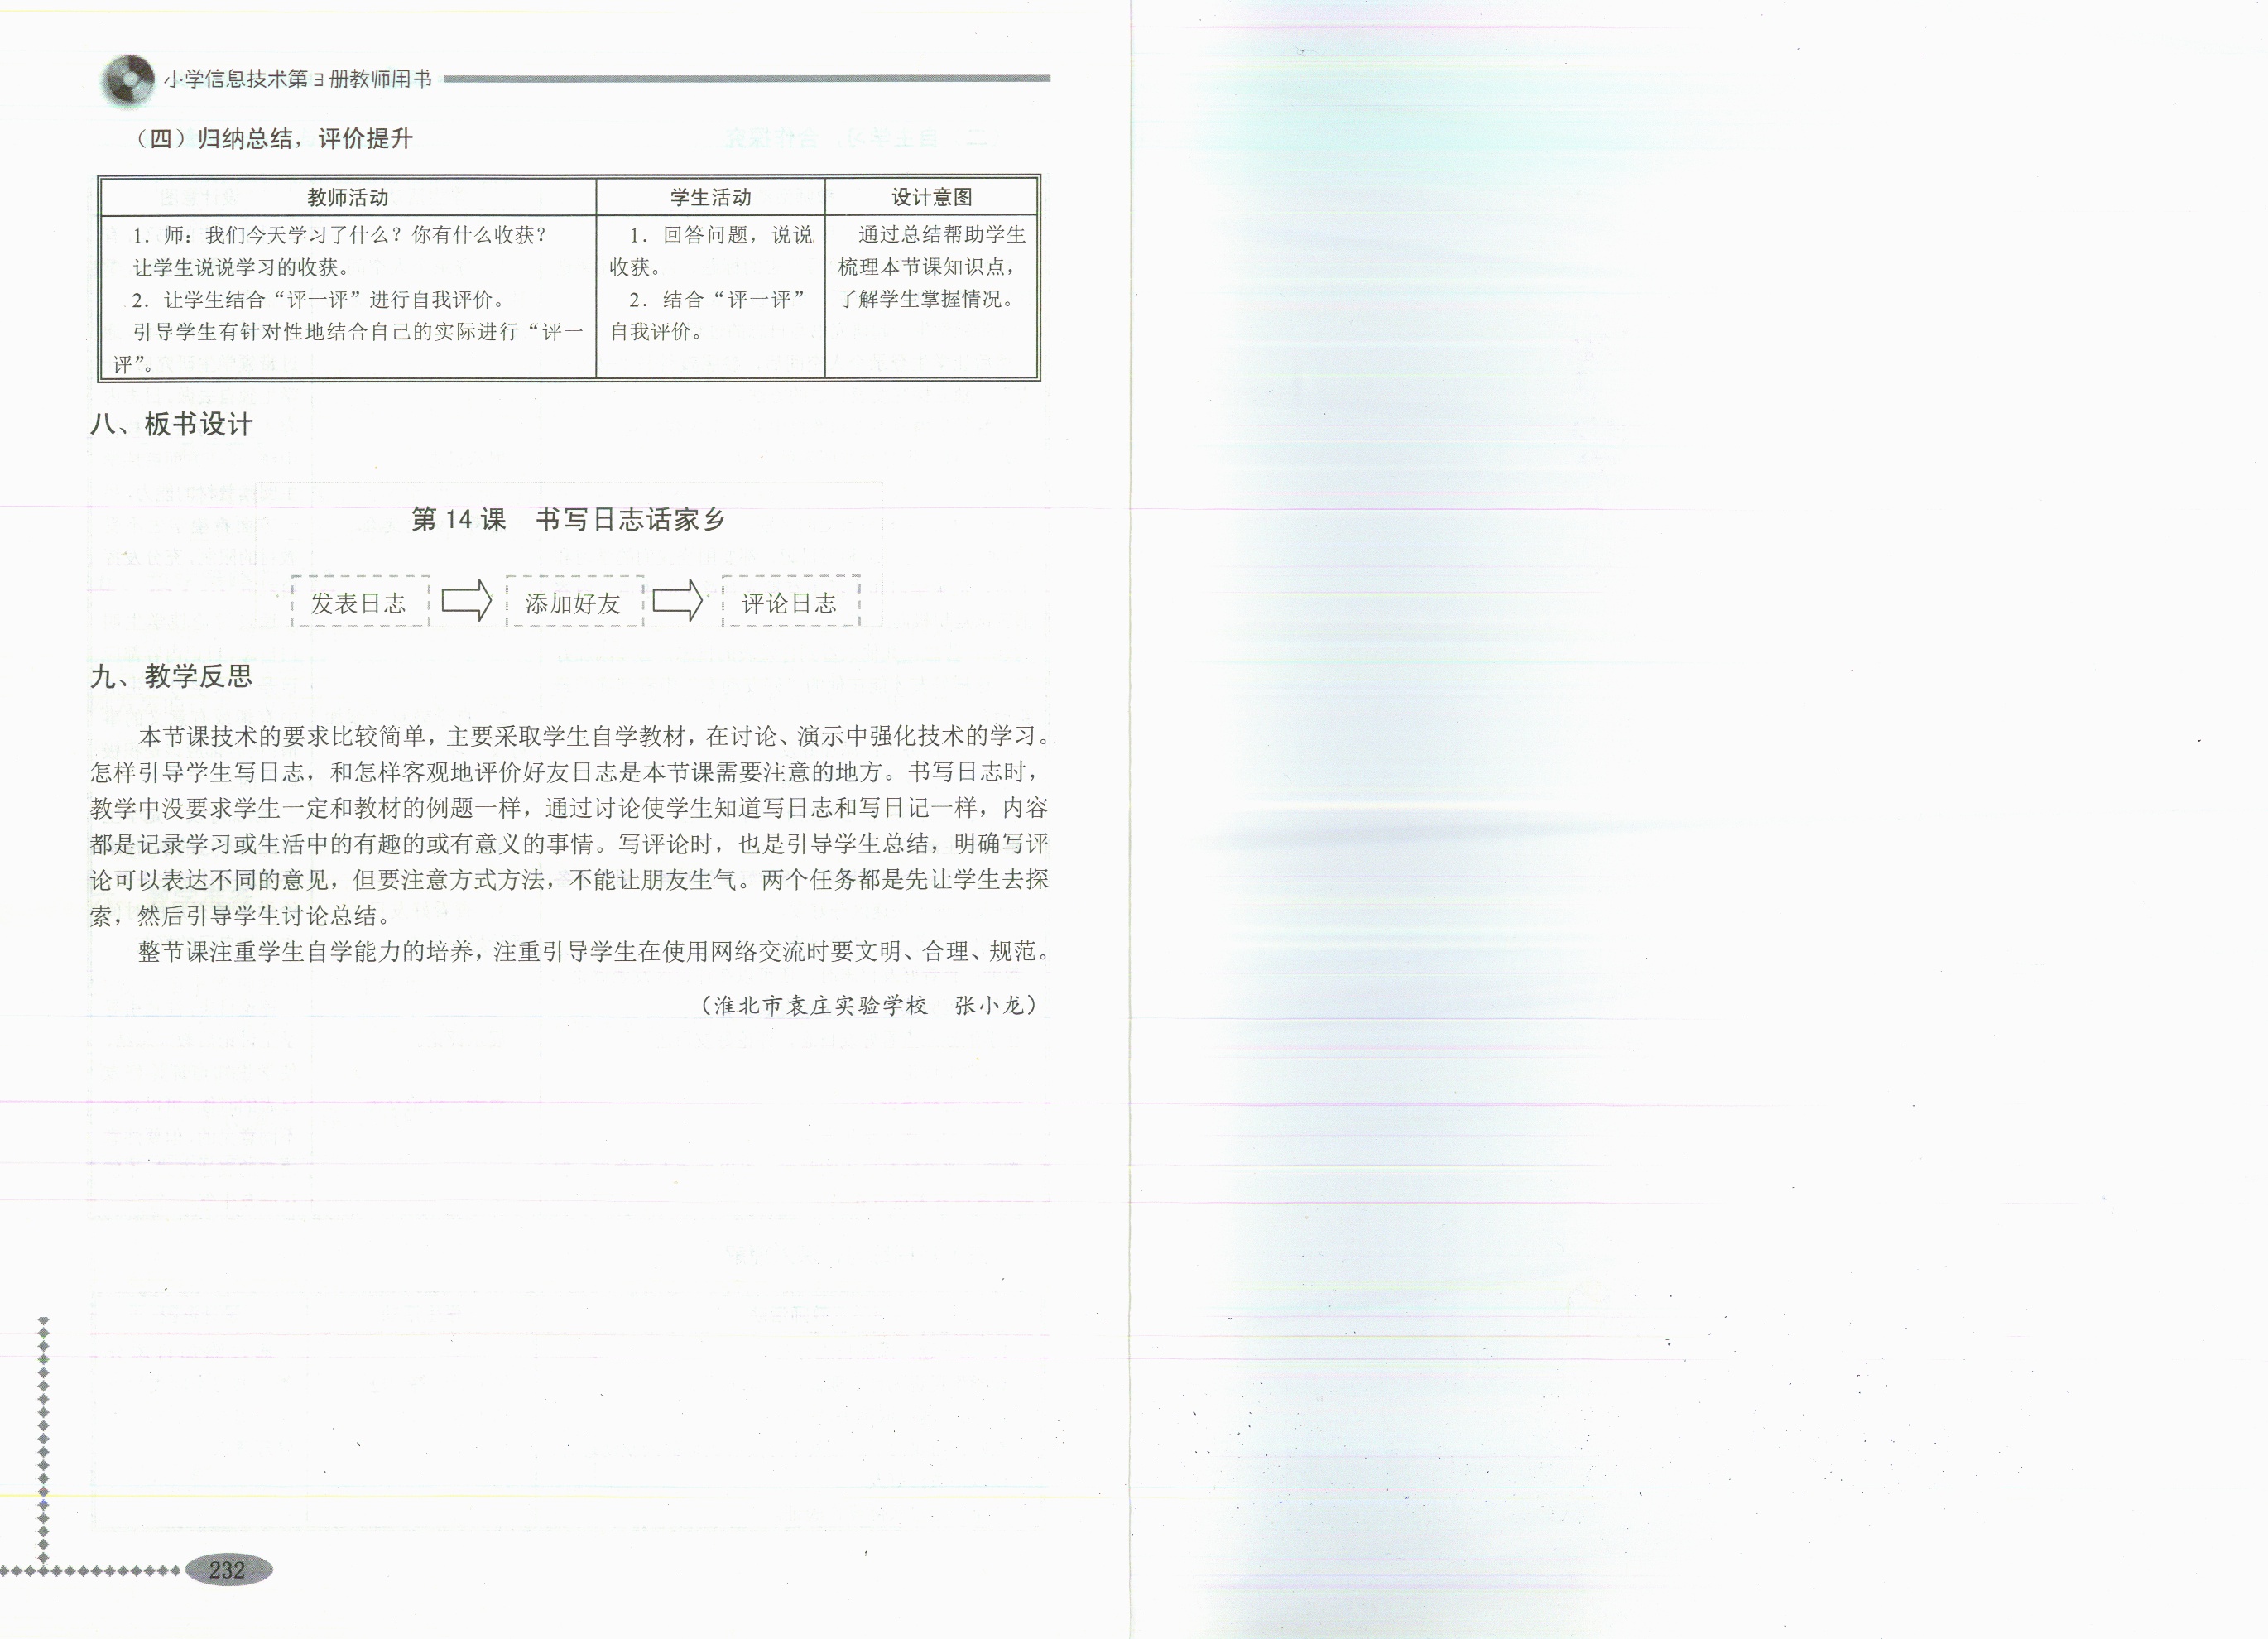 小学信息技术第3册教师用书
（四）归纳总结，评价提升
教师活动
1．师：我们今天学习了什么？你有什么收获？
让学生说说学习的收获。
2．让学生结合“评一评”进行自我评价。
引导学生有针对性地结合自己的实际进行“评一
评”。
学生活动
1．回答问题，说说
收获。
2．结合“评一评”
自我评价。
设计意图
通过总结帮助学生
梳理本节课知识点，
了解学生掌握情况。
八、板书设计
第 14 课　书写日志话家乡
发表日志
添加好友
评论日志
九、教学反思
本节课技术的要求比较简单，主要采取学生自学教材，在讨论、演示中强化技术的学习。
怎样引导学生写日志，和怎样客观地评价好友日志是本节课需要注意的地方。书写日志时，
教学中没要求学生一定和教材的例题一样，通过讨论使学生知道写日志和写日记一样，内容
都是记录学习或生活中的有趣的或有意义的事情。写评论时，也是引导学生总结，明确写评
论可以表达不同的意见，但要注意方式方法，不能让朋友生气。两个任务都是先让学生去探
索，然后引导学生讨论总结。
整节课注重学生自学能力的培养，注重引导学生在使用网络交流时要文明、合理、规范。
（淮北市袁庄实验学校　张小龙）
232